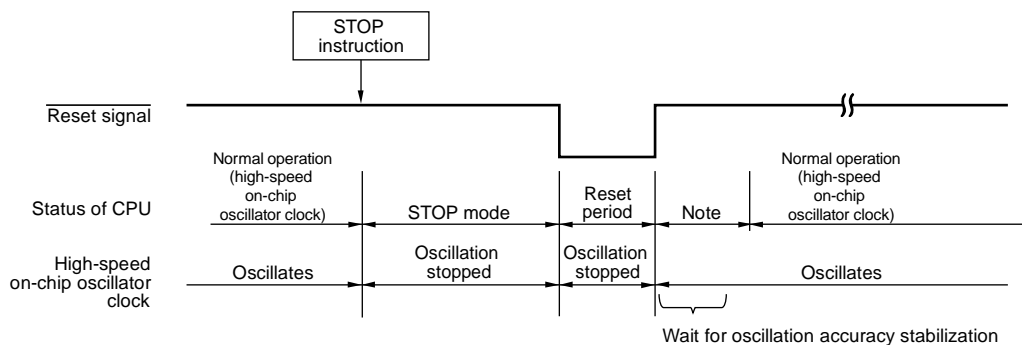 STOP
instruction
Reset signal
Normal operation
(high-speed
on-chip
oscillator clock)
Status of CPU
STOP mode
Reset
period
Note
Normal operation
(high-speed
on-chip
oscillator clock)
High-speed
on-chip oscillator
clock
Oscillates
Oscillation
stopped
Oscillation
stopped
Oscillates
Wait for oscillation accuracy stabilization